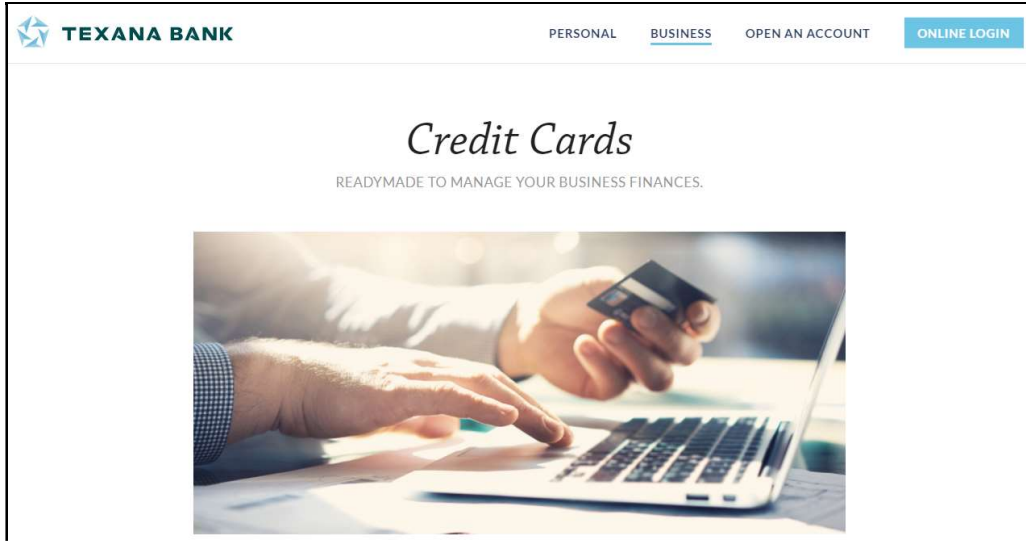 TEXANA BANK
PERSONAL BUSINESS OPEN AN ACCOUNT ONLINE LOGIN
Credit Cards
READYMADE TO MANAGE YOUR BUSINESS FINANCES.